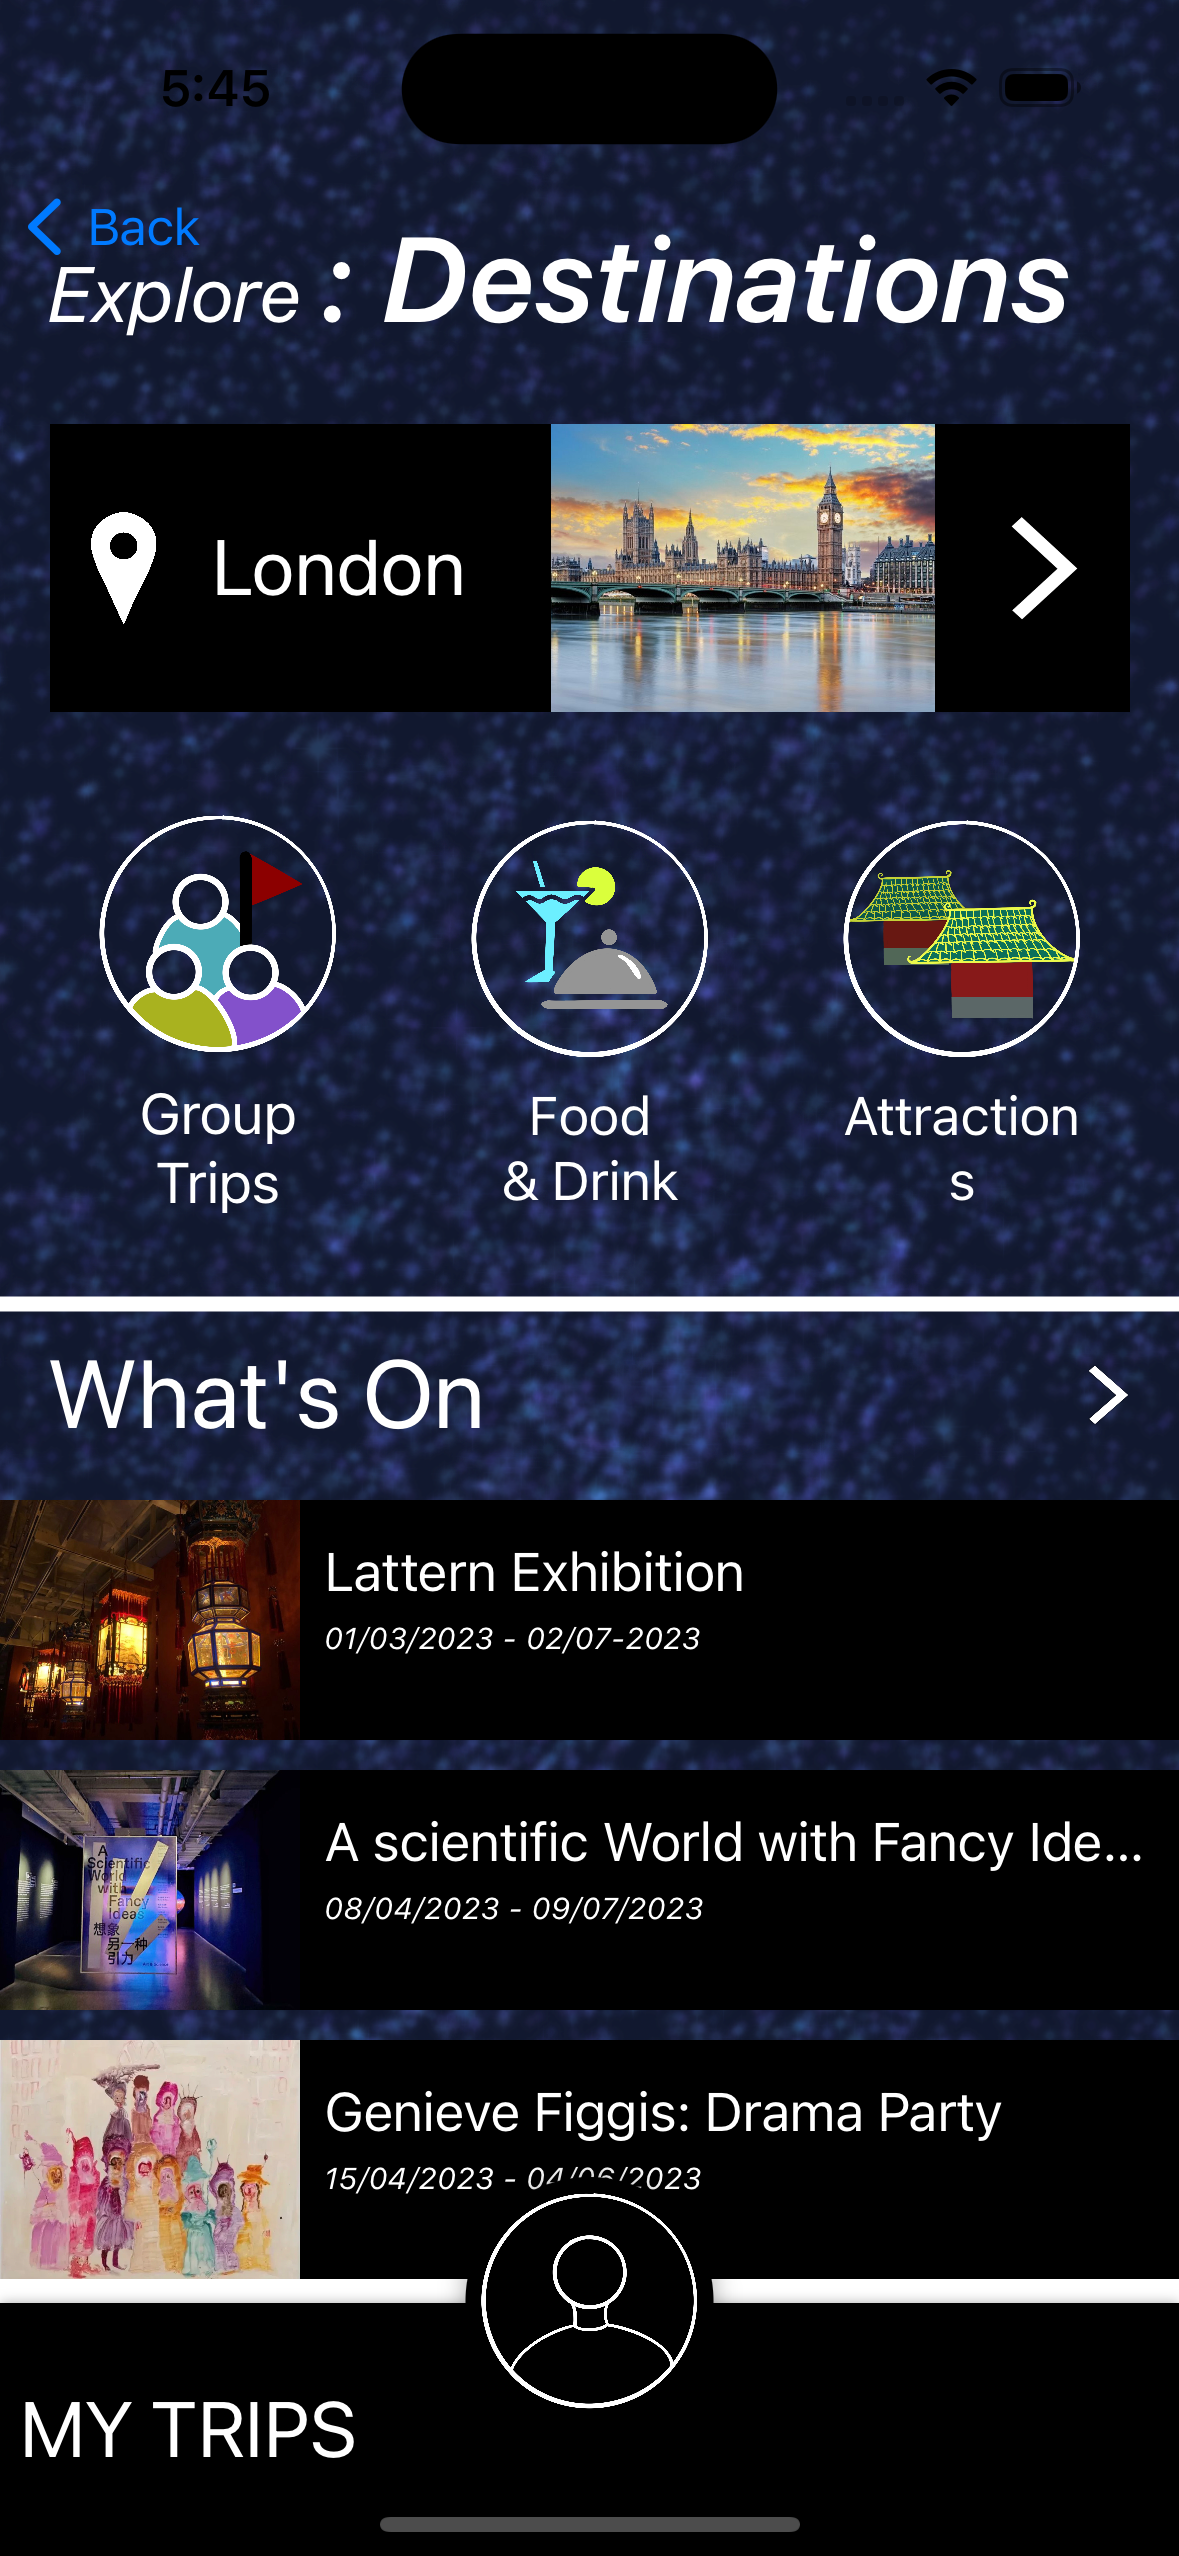 5:45
Back
Explore : Destinations
London
Group
Trips
Food
& Drink
Attraction
s
What's On
Lattern Exhibition
01/03/2023 - 02/07-2023
A scientific World with Fancy Ide...
08/04/2023 - 09/07/2023
A
Scientific
World
with
Fancy
Ideas
想象
另一种
引力
Genieve Figgis: Drama Party
15/04/2023 - 04/06/2023
MY TRIPS